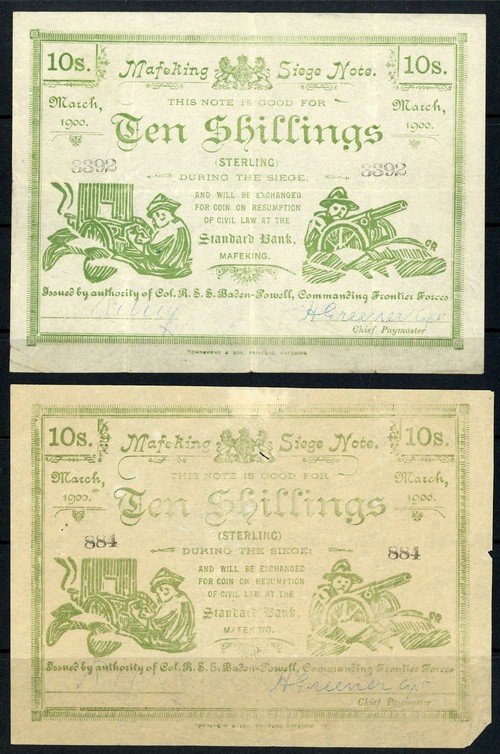 10s. Mafeking Siege Note. 10s.
March, 1900. THIS NOTE IS GOOD FOR March, 1900.
Ten Shillings
(STERLING)
3392 DURING THE SIEGE, 3392
AND WILL BE EXCHANGED
FOR COIN ON RESUMPTION
OF CIVIL LAW AT THE
Standard Bank,
MAFEKING.
Issued by authority of Col. R. S. S. Baden-Powell, Commanding Frontier Forces
H Greener Capt
Chief Paymaster
TOWNSHEND & SON, PRINTERS, MAFEKING
10s. Mafeking Siege Note. 10s.
March, 1900. THIS NOTE IS GOOD FOR March, 1900.
Ten Shillings
(STERLING)
884 DURING THE SIEGE; 884
AND WILL BE EXCHANGED
FOR COIN ON RESUMPTION
OF CIVIL LAW AT THE
Standard Bank,
MAFEKING.
Issued by authority of Col. R. S. S. Baden-Powell, Commanding Frontier Forces
H Greener Capt
Chief Paymaster